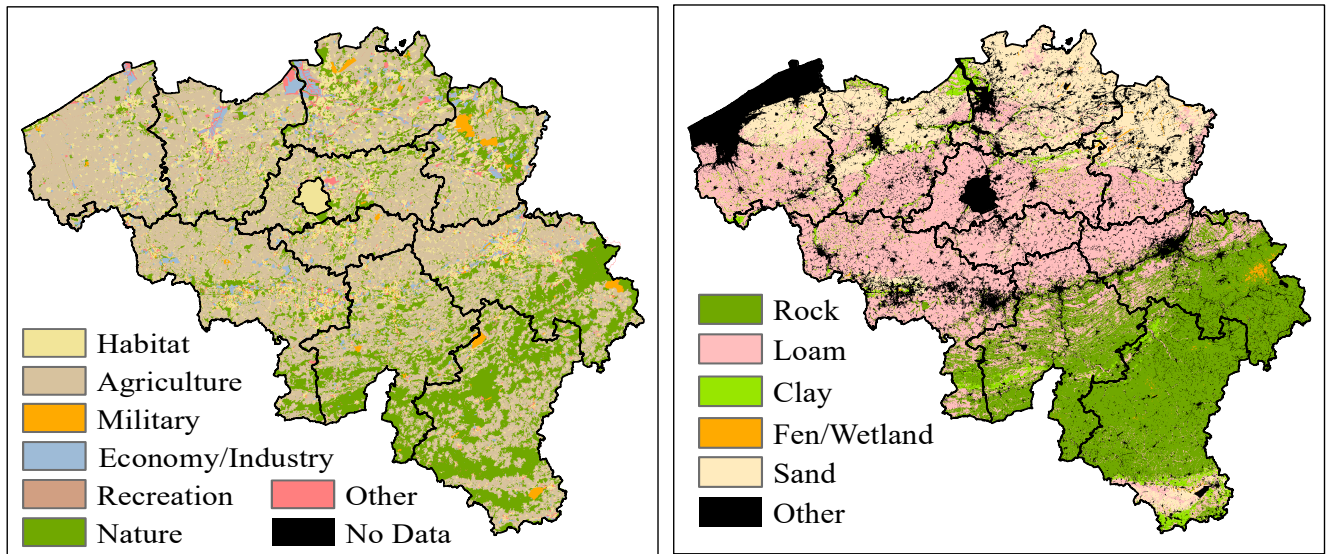 Habitat
Agriculture
Military
Economy/Industry
Recreation
Nature
Other
No Data
Rock
Loam
Clay
Fen/Wetland
Sand
Other